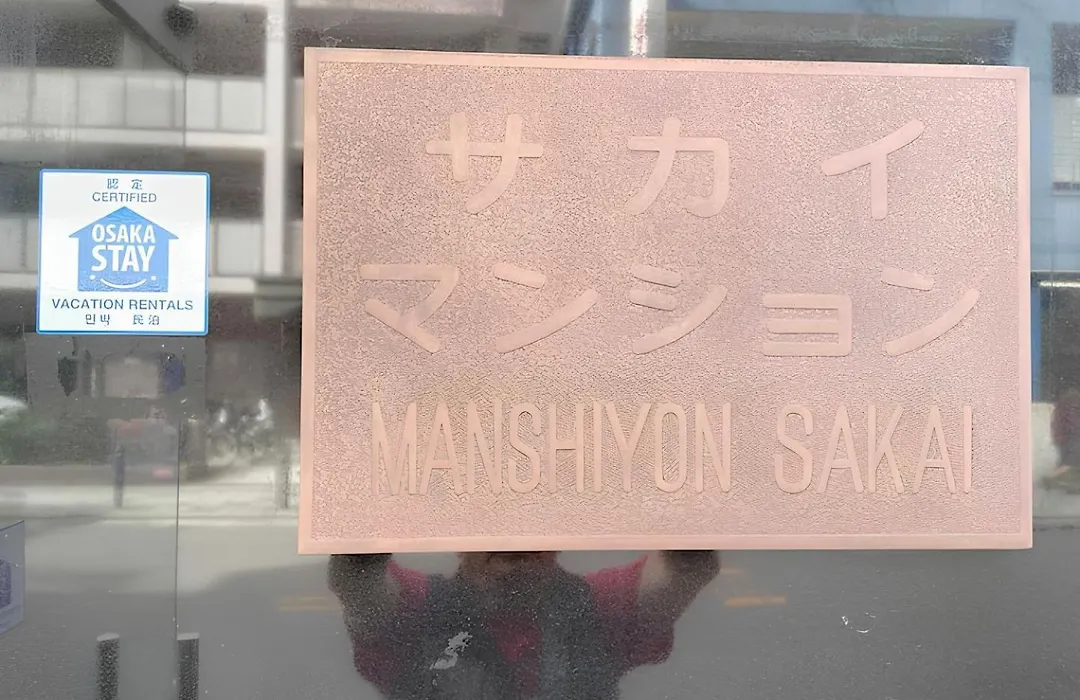 認定
CERTIFIED
OSAKA
STAY
VACATION RENTALS
민박 民泊
サカイ
マンション
MANSHIYON SAKAI